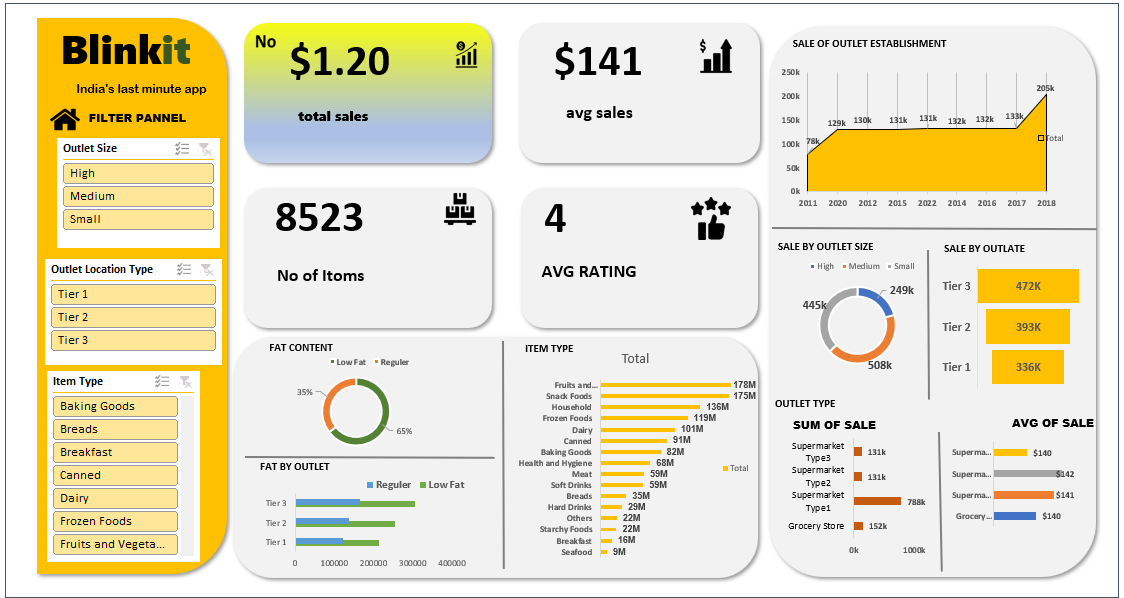 Blinkit
India's last minute app
FILTER PANNEL
Outlet Size
High
Medium
Small
Outlet Location Type
Tier 1
Tier 2
Tier 3
Item Type
Baking Goods
Breads
Breakfast
Canned
Dairy
Frozen Foods
Fruits and Vegeta...
No
$1.20
total sales
$141
avg sales
8523
No of Itoms
4
AVG RATING
FAT CONTENT
Low Fat Reguler
35%
65%
FAT BY OUTLET
Reguler Low Fat
Tier 3
Tier 2
Tier 1
0 100000 200000 300000 400000
ITEM TYPE
Total
Fruits and... 178M
Snack Foods 175M
Household 136M
Frozen Foods 119M
Dairy 101M
Canned 91M
Baking Goods 82M
Health and Hygiene 68M
Meat 59M
Soft Drinks 59M
Breads 35M
Hard Drinks 29M
Others 22M
Starchy Foods 22M
Breakfast 16M
Seafood 9M
Total
SALE OF OUTLET ESTABLISHMENT
250k
200k
150k
100k
50k
0k
78k 129k 130k 131k 131k 132k 132k 133k 205k
Total
2011 2020 2012 2015 2022 2014 2014 2016 2017 2018
SALE BY OUTLET SIZE
High Medium Small
249k
445k
508k
SALE BY OUTLATE
Tier 3 472K
Tier 2 393K
Tier 1 336K
OUTLET TYPE
SUM OF SALE
Supermarket
Type3
131k
Supermarket
Type2
131k
Supermarket
Type1
788k
Grocery Store 152k
0k 1000k
AVG OF SALE
Superma... $140
Superma... $142
Superma... $141
Grocery... $140